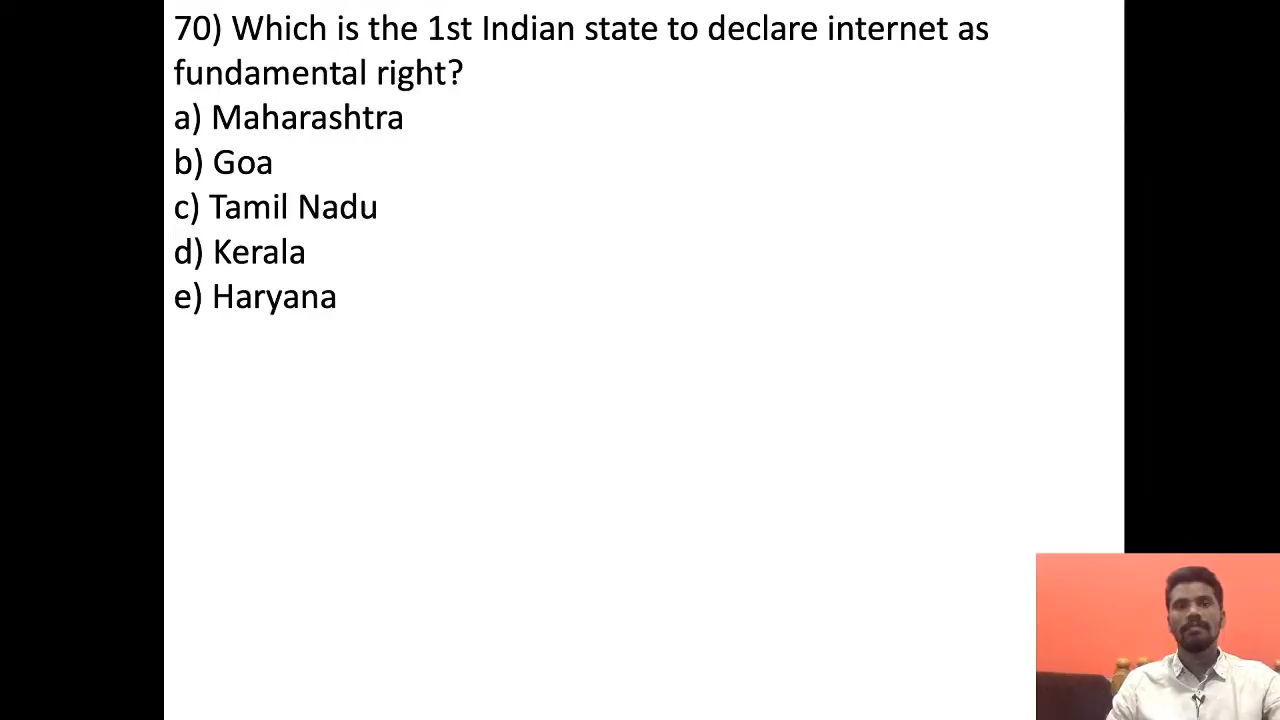 70) Which is the 1st Indian state to declare internet as
fundamental right?
a) Maharashtra
b) Goa
c) Tamil Nadu
d) Kerala
e) Haryana